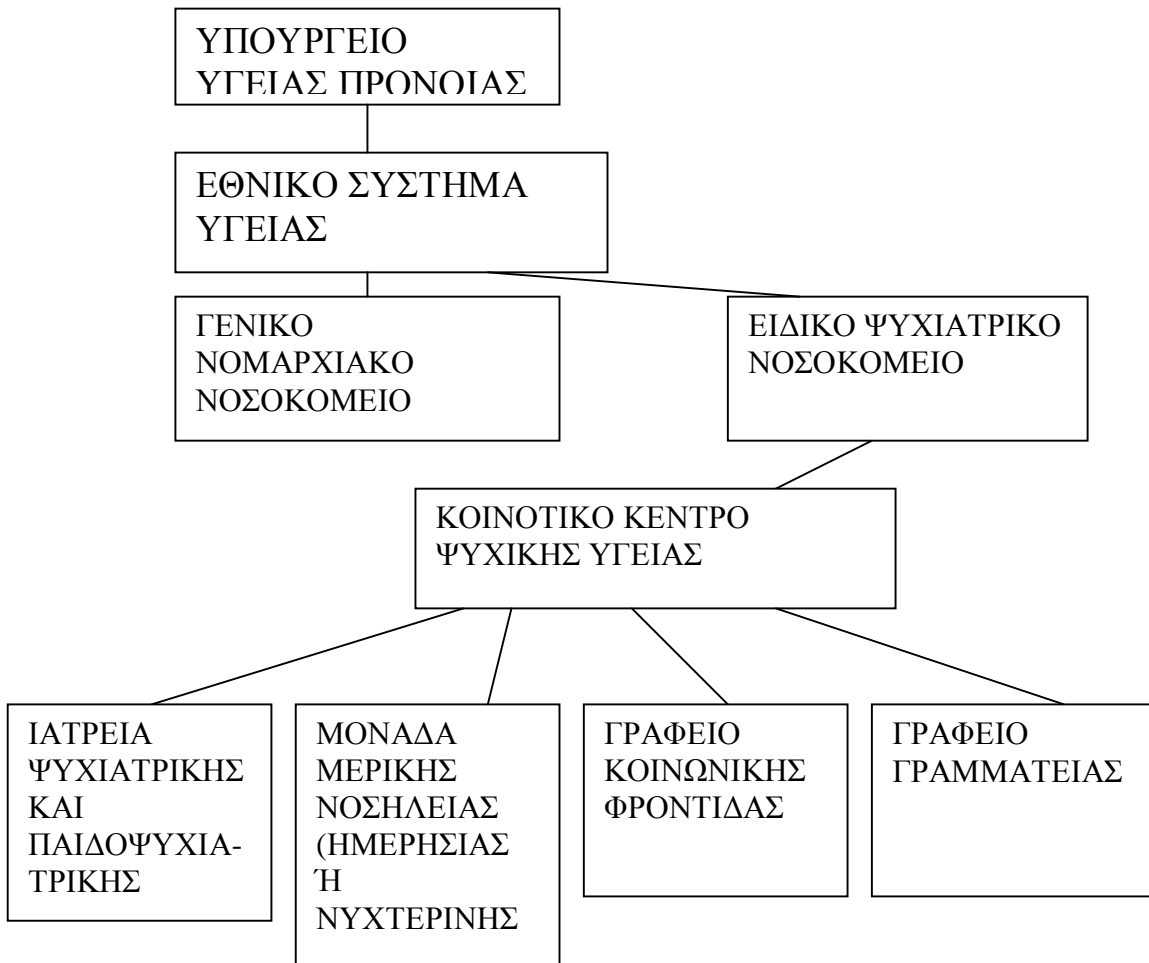 ΥΠΟΥΡΓΕΙΟ
ΥΓΕΙΑΣ ΠΡΟΝΟΙΑΣ
ΕΘΝΙΚΟ ΣΥΣΤΗΜΑ
ΥΓΕΙΑΣ
ΓΕΝΙΚΟ
ΝΟΜΑΡΧΙΑΚΟ
ΝΟΣΟΚΟΜΕΙΟ
ΕΙΔΙΚΟ ΨΥΧΙΑΤΡΙΚΟ
ΝΟΣΟΚΟΜΕΙΟ
ΚΟΙΝΟΤΙΚΟ ΚΕΝΤΡΟ
ΨΥΧΙΚΗΣ ΥΓΕΙΑΣ
ΙΑΤΡΕΙΑ
ΨΥΧΙΑΤΡΙΚΗΣ
ΚΑΙ
ΠΑΙΔΟΨΥΧΙΑ-
ΤΡΙΚΗΣ
ΜΟΝΑΔΑ
ΜΕΡΙΚΗΣ
ΝΟΣΗΛΕΙΑΣ
(ΗΜΕΡΗΣΙΑΣ
Ή
ΝΥΧΤΕΡΙΝΗΣ
ΓΡΑΦΕΙΟ
ΚΟΙΝΩΝΙΚΗΣ
ΦΡΟΝΤΙΔΑΣ
ΓΡΑΦΕΙΟ
ΓΡΑΜΜΑΤΕΙΑΣ